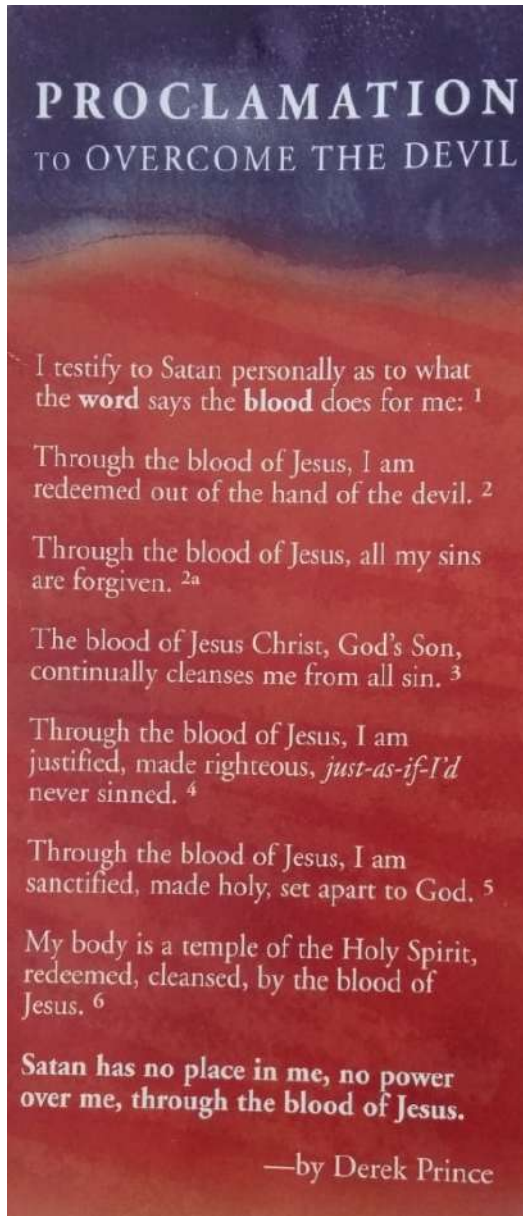 PROCLAMATION
TO OVERCOME THE DEVIL
I testify to Satan personally as to what
the word says the blood does for me: 1
Through the blood of Jesus, I am
redeemed out of the hand of the devil. 2
Through the blood of Jesus, all my sins
are forgiven. 2a
The blood of Jesus Christ, God's Son,
continually cleanses me from all sin. 3
Through the blood of Jesus, I am
justified, made righteous, just-as-if-I'd
never sinned. 4
Through the blood of Jesus, I am
sanctified, made holy, set apart to God. 5
My body is a temple of the Holy Spirit,
redeemed, cleansed, by the blood of
Jesus. 6
Satan has no place in me, no power
over me, through the blood of Jesus.
—by Derek Prince